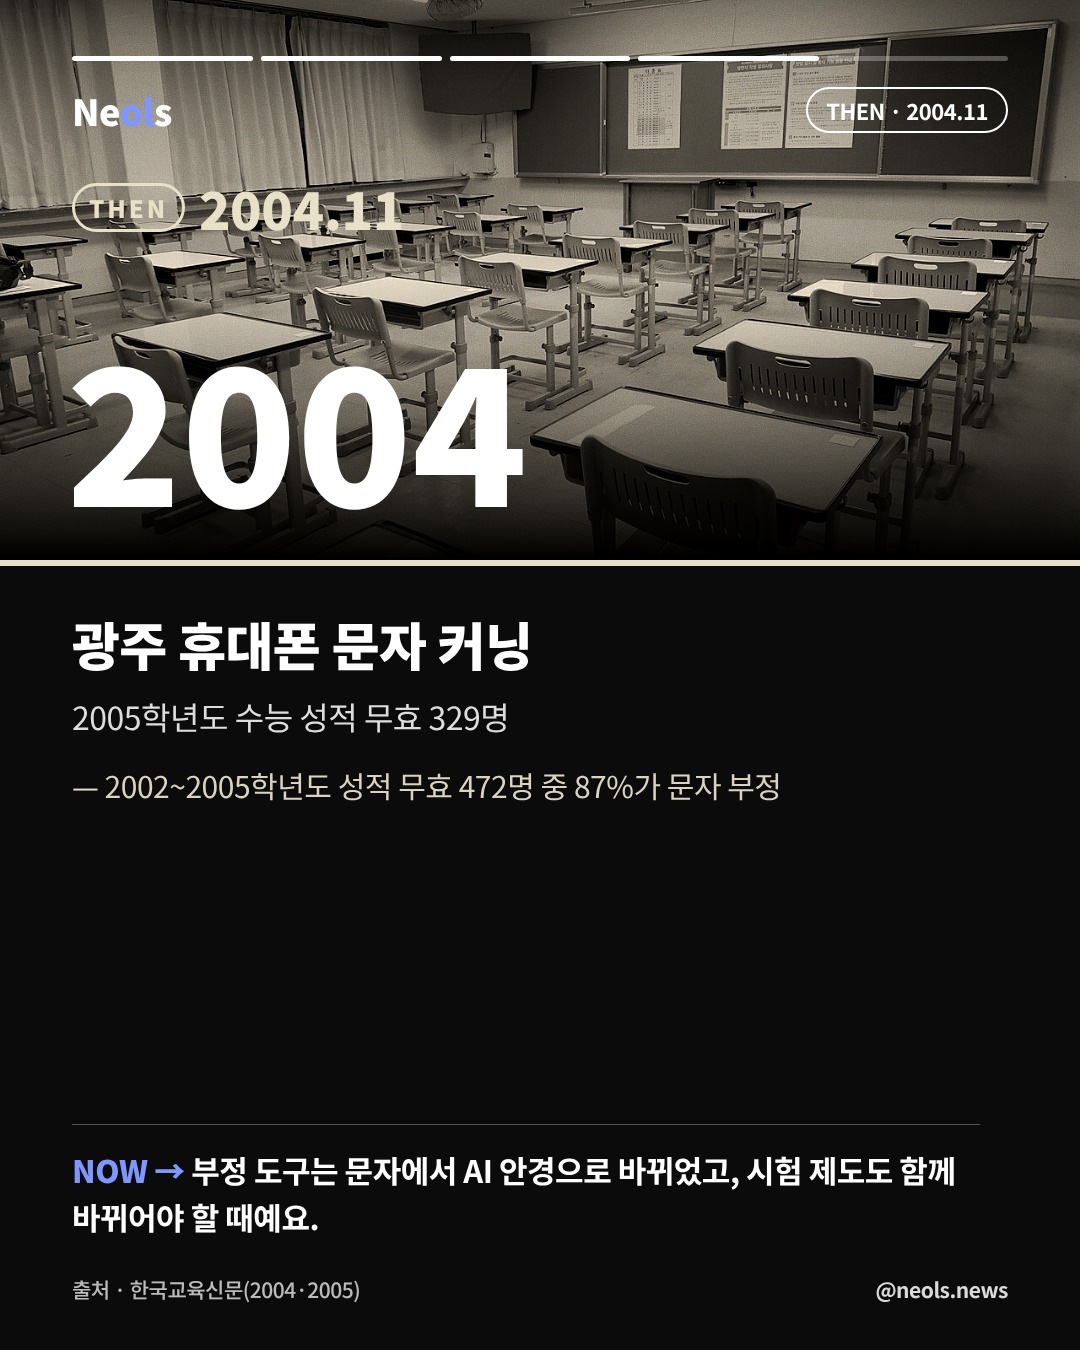 Neols
THEN · 2004.11
THEN 2004.11
2004
광주 휴대폰 문자 커닝
2005학년도 수능 성적 무효 329명
— 2002~2005학년도 성적 무효 472명 중 87%가 문자 부정
NOW → 부정 도구는 문자에서 AI 안경으로 바뀌었고, 시험 제도도 함께
바뀌어야 할 때예요.
출처 · 한국교육신문(2004·2005)
@neols.news